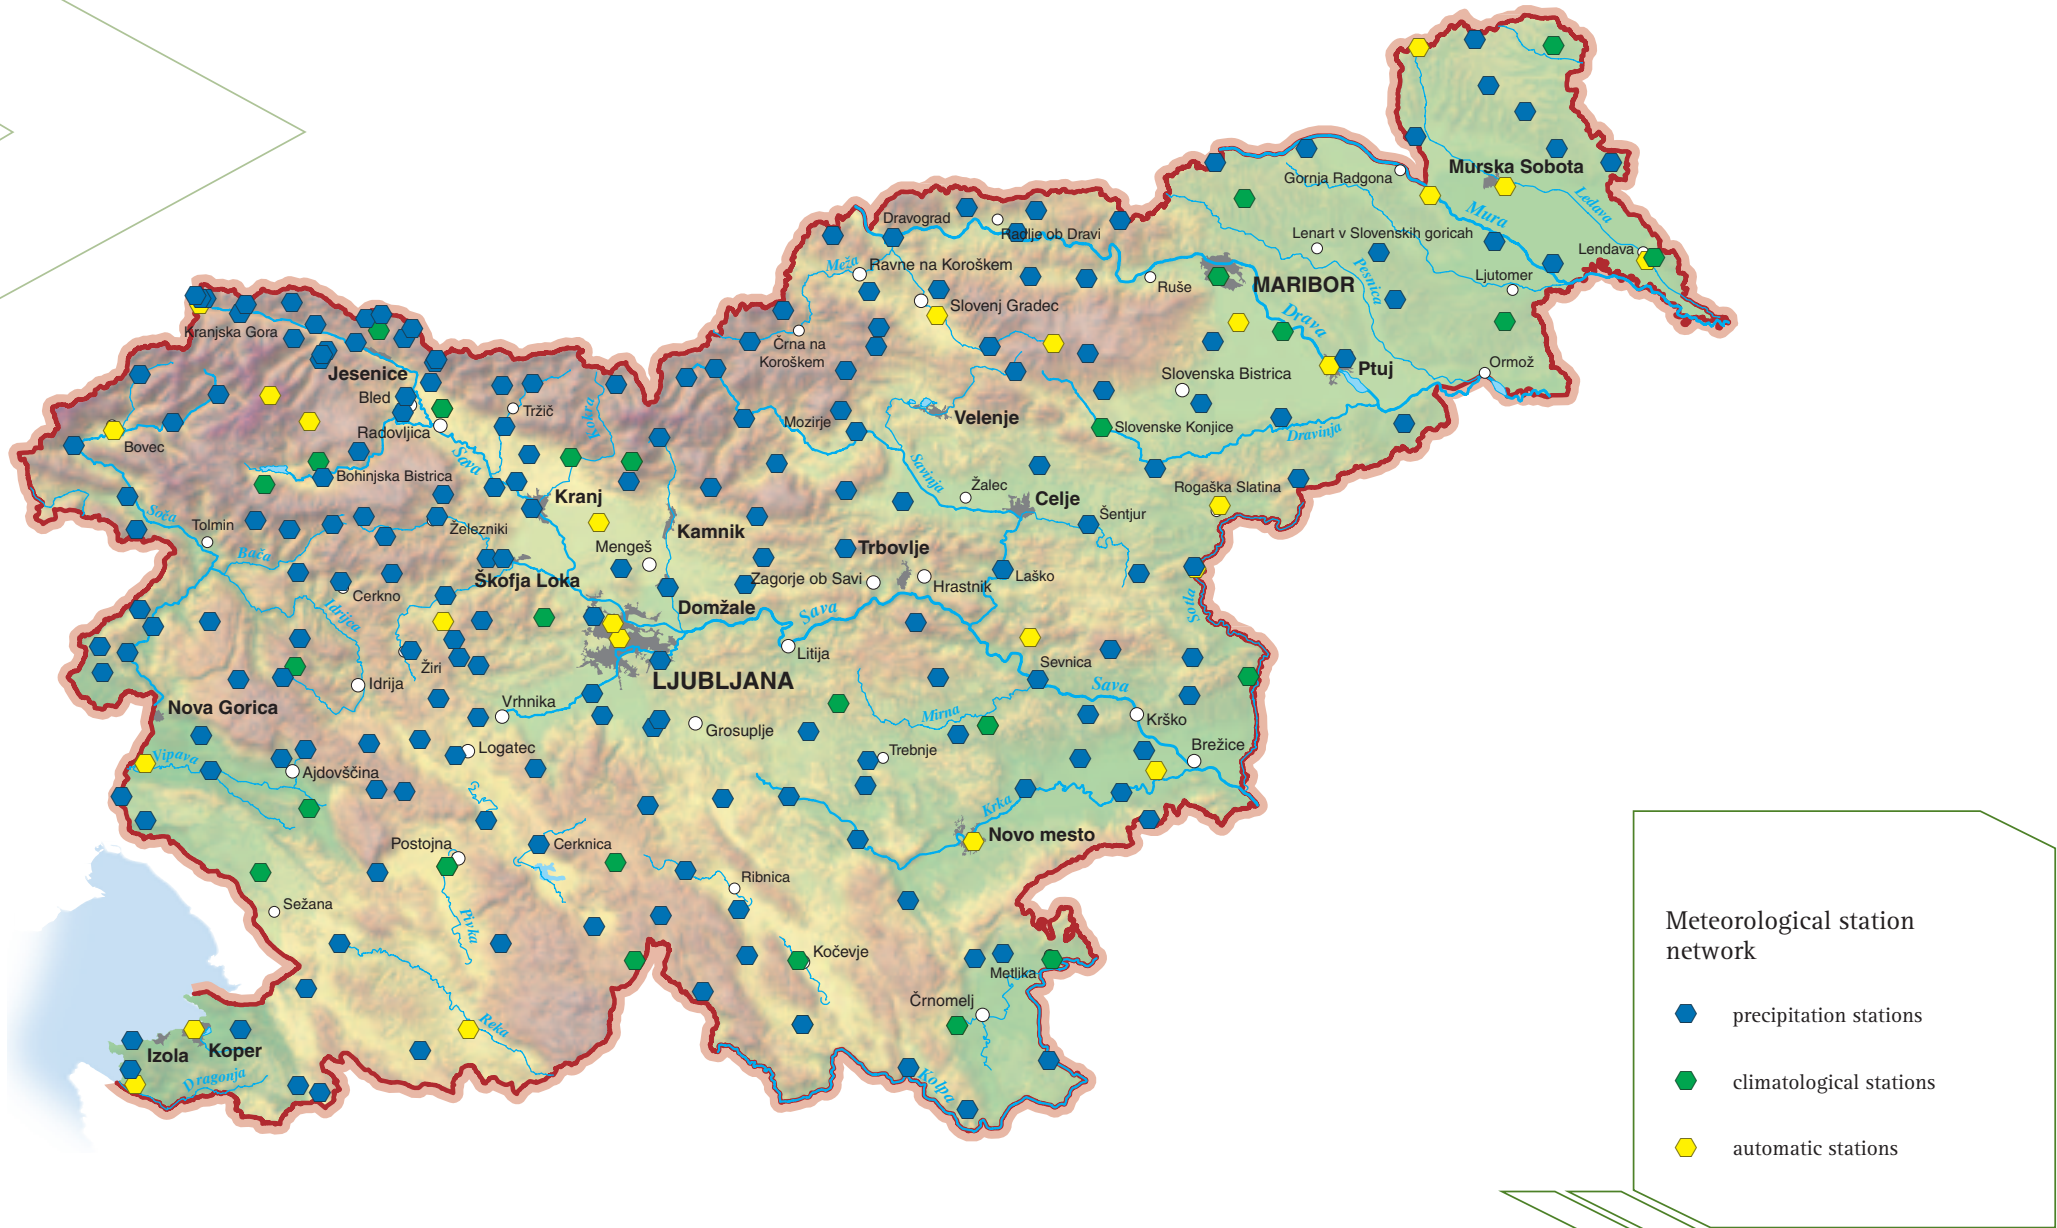 Murska Sobota
Gornja Radgona
Ledava
Mura
Dravograd
Radlje ob Dravi
Lenart v Slovenskih goricah
Lendava
Meža
Ravne na Koroškem
Pesnica
Ljutomer
Ruše
MARIBOR
Slovenj Gradec
Drava
Kranjska Gora
Črna na
Koroškem
Ormož
Jesenice
Slovenska Bistrica
Ptuj
Bled
Tržič
Kokra
Mozirje
Velenje
Radovljica
Slovenske Konjice
Dravinja
Bovec
Sava
Savinja
Bohinjska Bistrica
Žalec
Rogaška Slatina
Kranj
Celje
Soča
Šentjur
Tolmin
Železniki
Kamnik
Bača
Mengeš
Trbovlje
Škofja Loka
Zagorje ob Savi
Hrastnik
Laško
Cerkno
Idrijca
Domžale
Sava
Sotla
Litija
Žiri
Sevnica
Idrija
LJUBLJANA
Sava
Vrhnika
Nova Gorica
Mirna
Krško
Grosuplje
Logatec
Trebnje
Brežice
Vipava
Ajdovščina
Krka
Novo mesto
Postojna
Cerknica
Ribnica
Sežana
Pivka
Kočevje
Metlika
Črnomelj
Reka
Izola
Koper
Dragonja
Kolpa
Meteorological station
network
precipitation stations
climatological stations
automatic stations